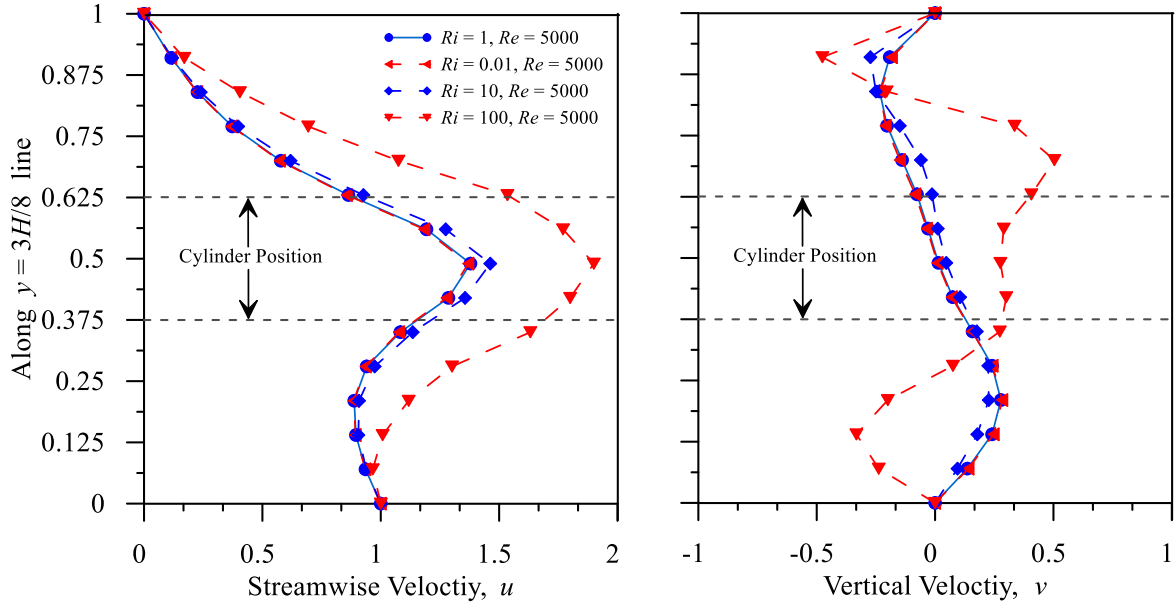 1
0.875
0.75
0.625
0.5
0.375
0.25
0.125
0
Along y = 3H/8 line
Ri = 1, Re = 5000
Ri = 0.01, Re = 5000
Ri = 10, Re = 5000
Ri = 100, Re = 5000
Cylinder Position
0 0.5 1 1.5 2
Streamwise Veloctiy, u
Cylinder Position
-1 -0.5 0 0.5 1
Vertical Veloctiy, v